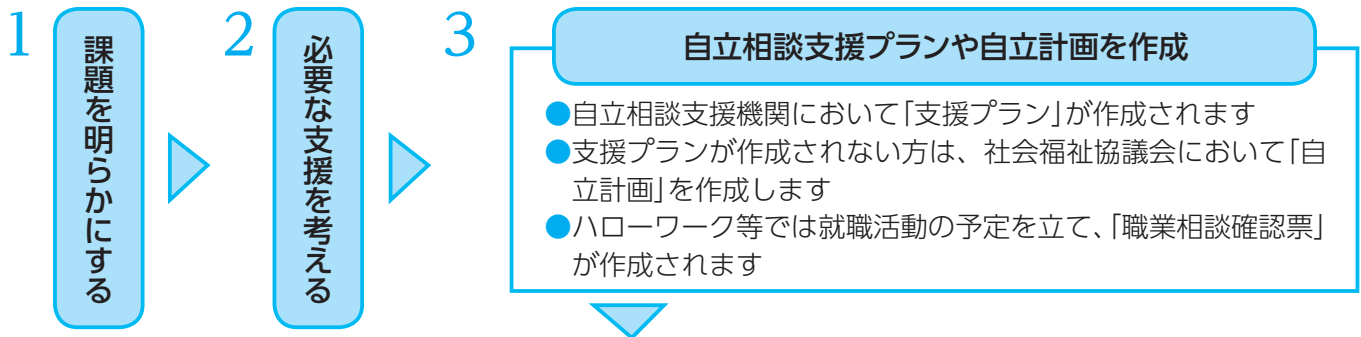 1
課題を明らかにする
2
必要な支援を考える
3
自立相談支援プランや自立計画を作成
●自立相談支援機関において｢支援プラン｣が作成されます
●支援プランが作成されない方は、社会福祉協議会において｢自
立計画｣を作成します
●ハローワーク等では就職活動の予定を立て、｢職業相談確認票｣
が作成されます